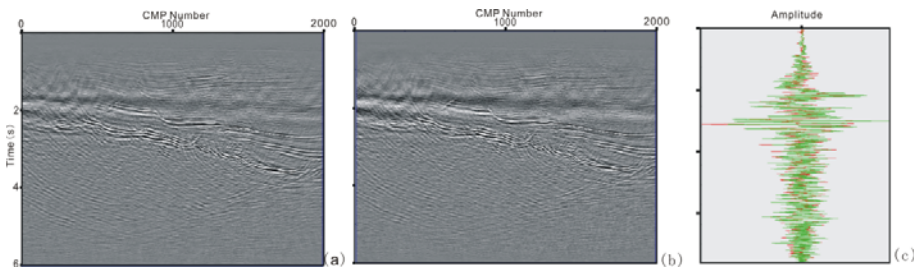 CMP Number
1000
2000
0
2
4
6
Time(s)
(a)
CMP Number
0
1000
2000
(b)
Amplitude
(c)